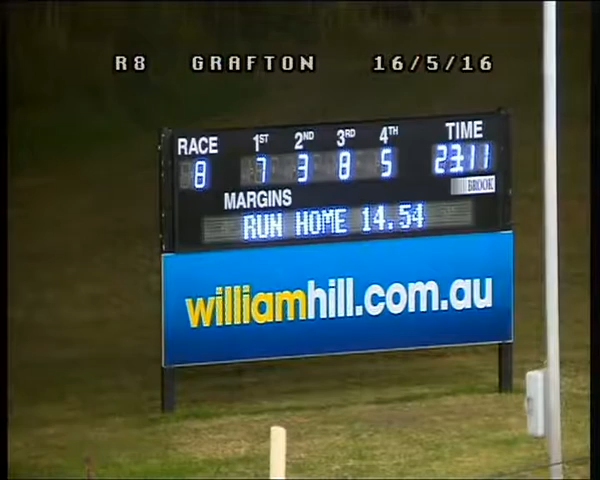 R8 GRAFTON 16/5/16
RACE 1ST 2ND 3RD 4TH TIME
8 7 3 8 5 23:11
BROOK
MARGINS
RUN HOME 14.54
williamhill.com.au